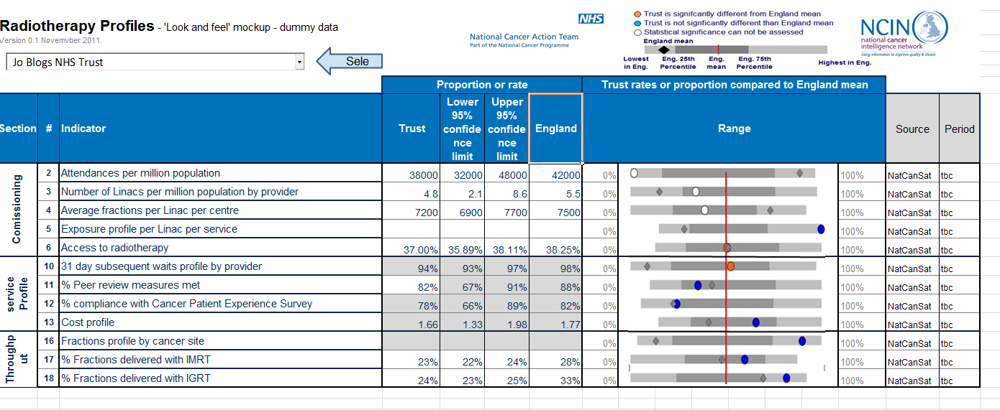 Radiotherapy Profiles - 'Look and feel' mockup - dummy data
Version 0.1.Novemvber 2011.
Jo Blogs NHS Trust
Sele
NHS
National Cancer Action Team
Part of the National Cancer Programme
Trust is signifcantly different from England mean
Trust is not signficantly different than England mean
Statistical significance can not be assessed
England mean
Lowest in Eng.
Eng. 25th Percentile
Eng. mean
Eng. 75th Percentile
Highest in Eng.
NCIN
national cancer
intelligence network
Using information to improve quality & choice
Proportion or rate
Trust rates or proportion compared to England mean
Section # Indicator Trust Lower 95% confide nce limit Upper 95% confide nce limit England Range Source Period
Comissioning
2 Attendances per million population 38000 32000 48000 42000 0% 100% NatCanSat tbc
3 Number of Linacs per million population by provider 4.8 2.1 8.6 5.5 0% 100% NatCanSat tbc
4 Average fractions per Linac per centre 7200 6900 7700 7500 0% 100% NatCanSat tbc
5 Exposure profile per Linac per service 0% 100% NatCanSat tbc
6 Access to radiotherapy 37.00% 35.89% 38.11% 38.25% 0% 100% NatCanSat tbc
service Profile
10 31 day subsequent waits profile by provider 94% 93% 97% 98% 0% 100% NatCanSat tbc
11 % Peer review measures met 82% 67% 91% 88% 0% 100% NatCanSat tbc
12 % compliance with Cancer Patient Experience Survey 78% 66% 89% 82% 0% 100% NatCanSat tbc
13 Cost profile 1.66 1.33 1.98 1.77 0% 100% NatCanSat tbc
Throughp ut
16 Fractions profile by cancer site 0% 100% NatCanSat tbc
17 % Fractions delivered with IMRT 23% 22% 24% 28% 0% 100% NatCanSat tbc
18 % Fractions delivered with IGRT 24% 23% 25% 33% 0% 100% NatCanSat tbc